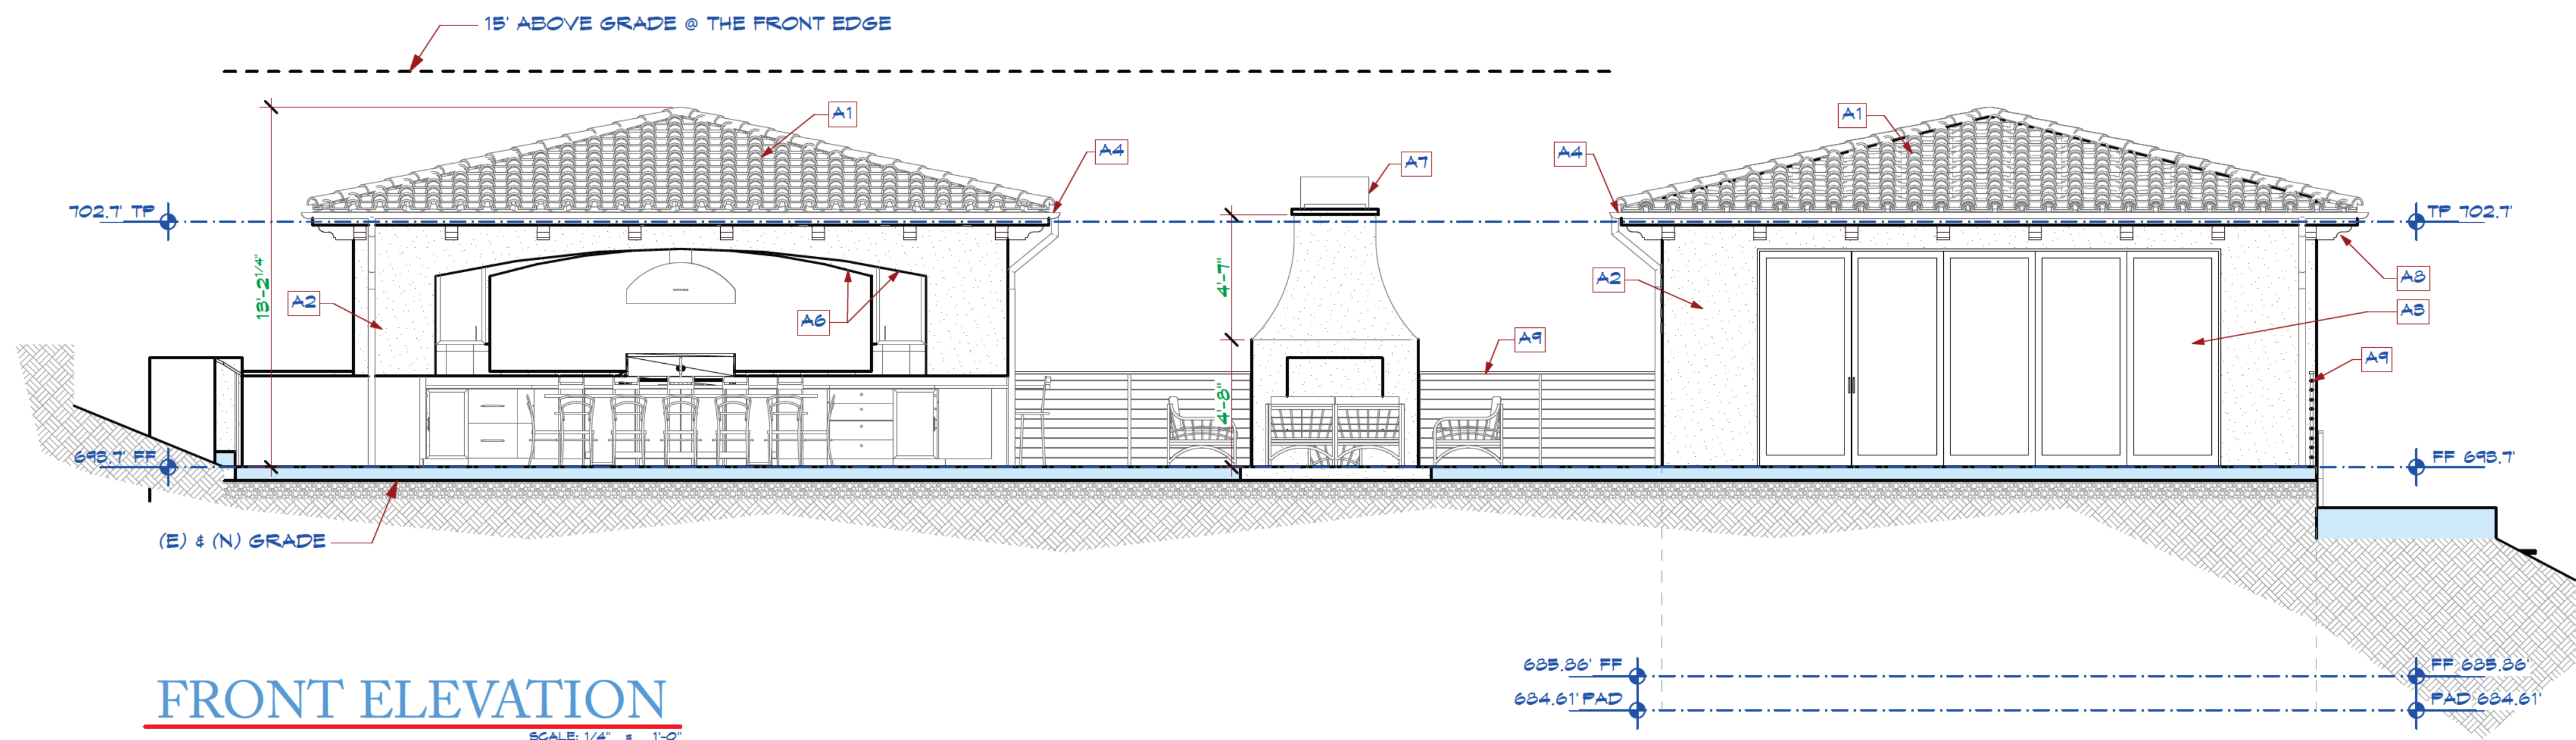 15' ABOVE GRADE @ THE FRONT EDGE
A1
A1
A4
A7
A4
702.7' TP
TP 702.7'
13'-2 1/4"
4'-7"
A2
A6
A2
A8
A3
A9
A9
4'-8"
693.7' FF
FF 693.7'
(E) & (N) GRADE
685.86' FF
FF 685.86'
684.61' PAD
PAD 684.61'
FRONT ELEVATION
SCALE: 1/4" = 1'-0"